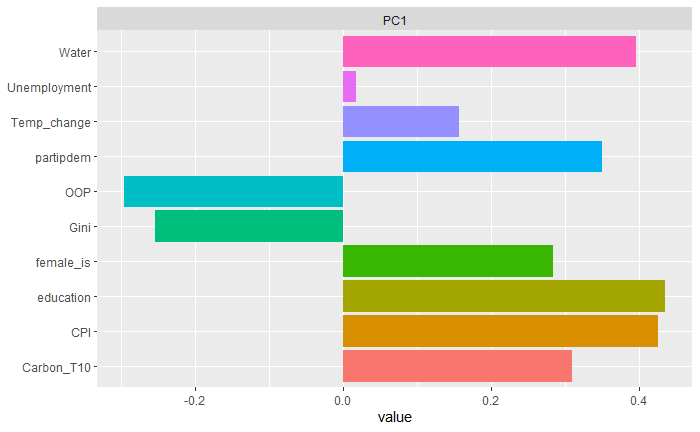 PC1
Water
Unemployment
Temp_change
partipdem
OOP
Gini
female_is
education
CPI
Carbon_T10
-0.2 0.0 0.2 0.4
value